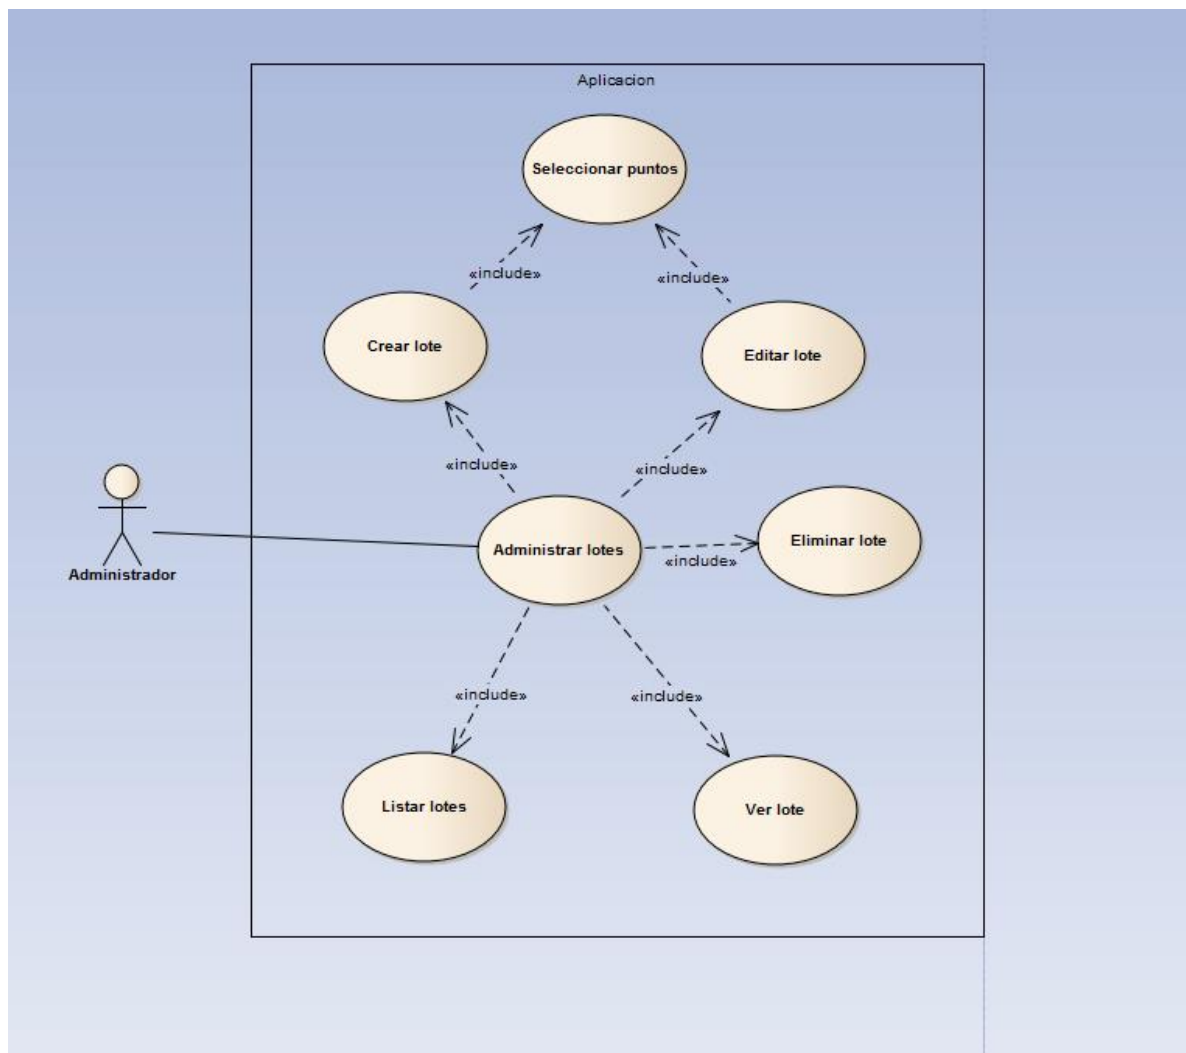 Aplicacion
Seleccionar puntos
«include»
«include»
Crear lote
Editar lote
«include»
«include»
Administrar lotes
Eliminar lote
«include»
Administrador
«include»
«include»
Listar lotes
Ver lote